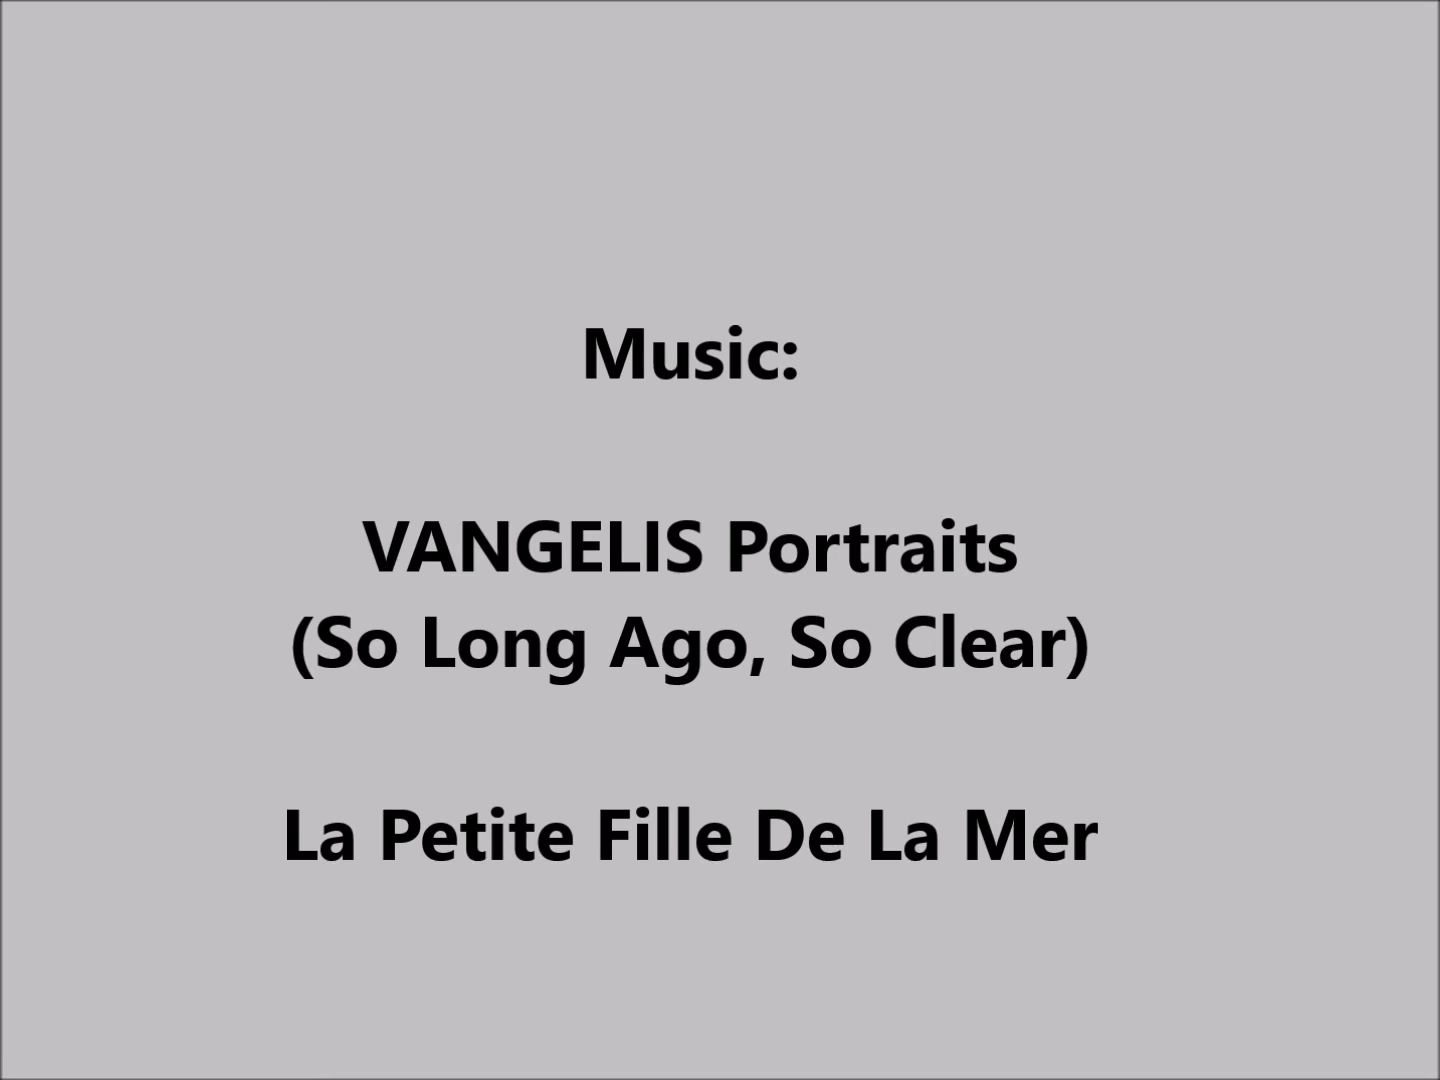 Music:
VANGELIS Portraits
(So Long Ago, So Clear)
La Petite Fille De La Mer